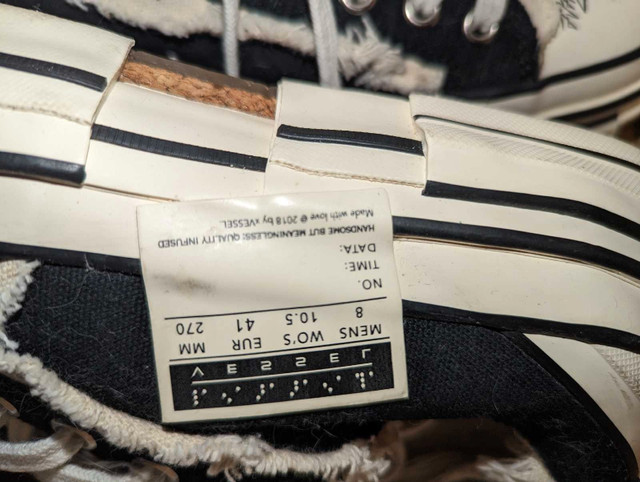 VESSEL
MENS WO'S EUR MM
8 10.5 41 270
NO.
TIME:
DATA:
HANDSOME BUT MEANINGLESS: QUALITY INFUSED
Made with love @ 2018 by xVESSEL